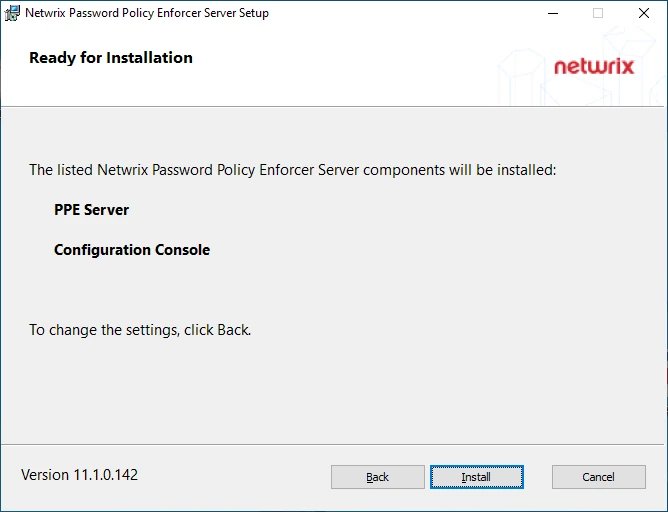 Netwrix Password Policy Enforcer Server Setup
Ready for Installation
netwrix
The listed Netwrix Password Policy Enforcer Server components will be installed:
PPE Server
Configuration Console
To change the settings, click Back.
Version 11.1.0.142
Back
Install
Cancel